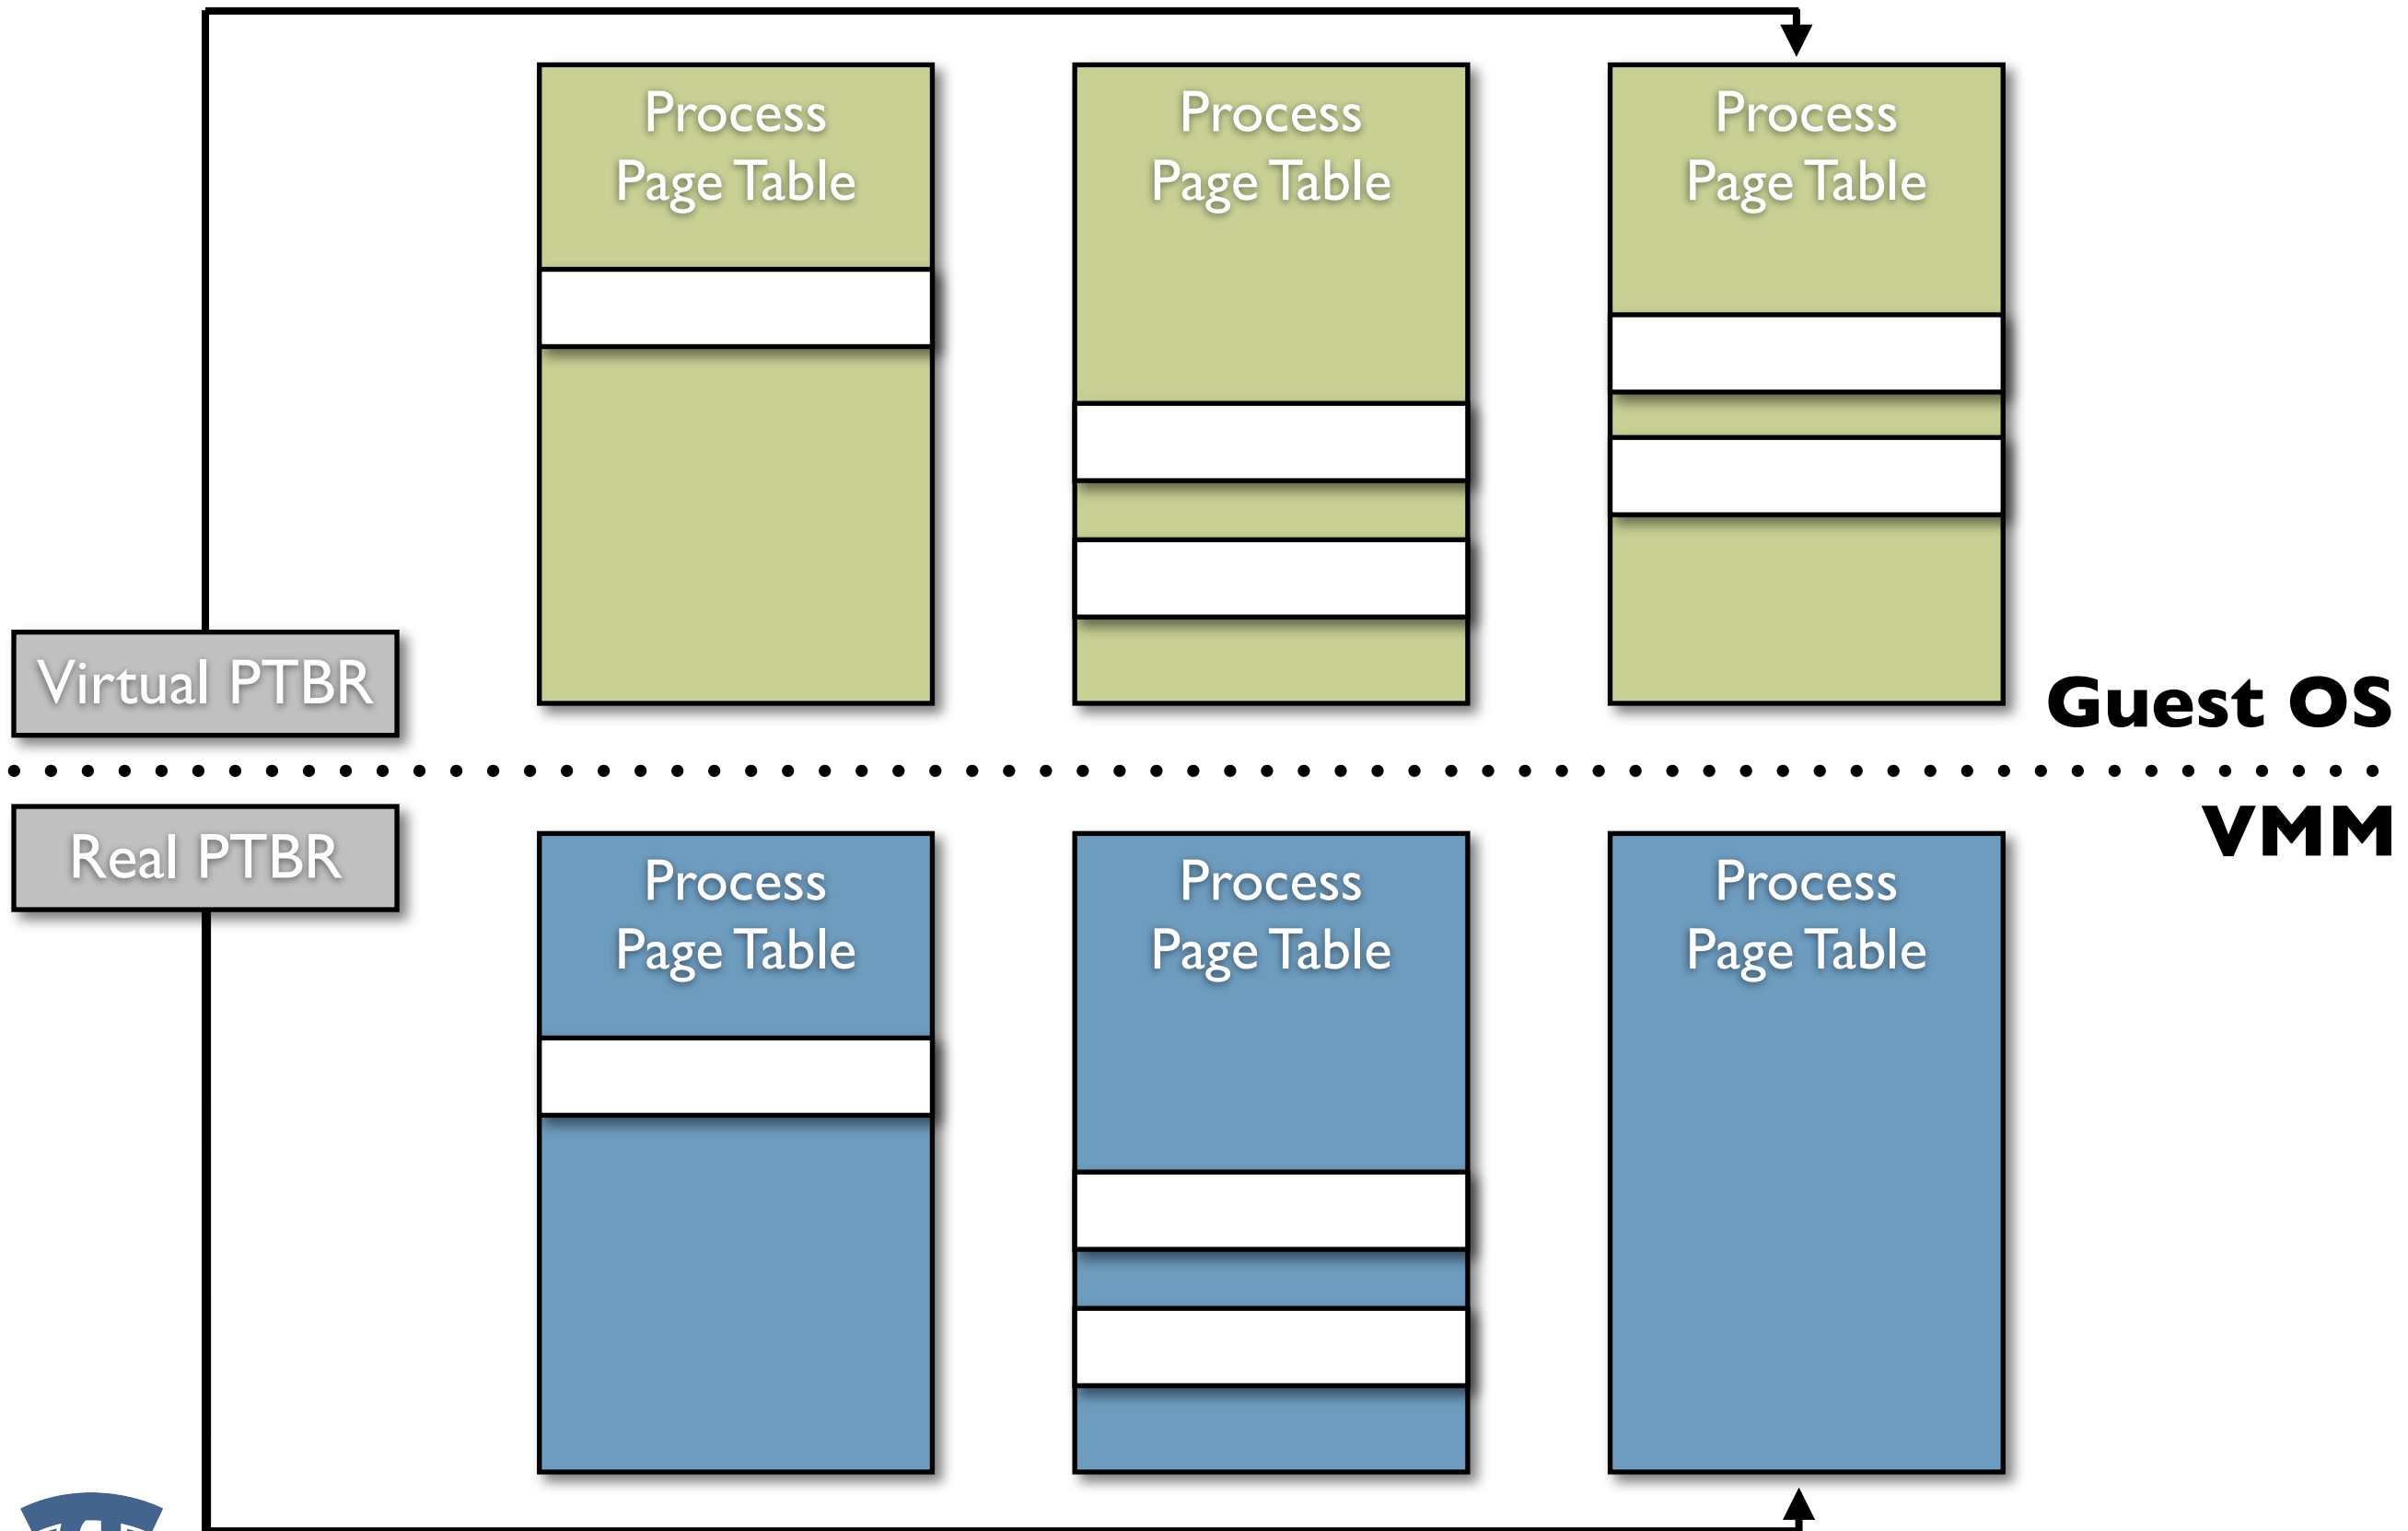 Process
Page Table
Process
Page Table
Process
Page Table
Virtual PTBR
Guest OS
VMM
Real PTBR
Process
Page Table
Process
Page Table
Process
Page Table